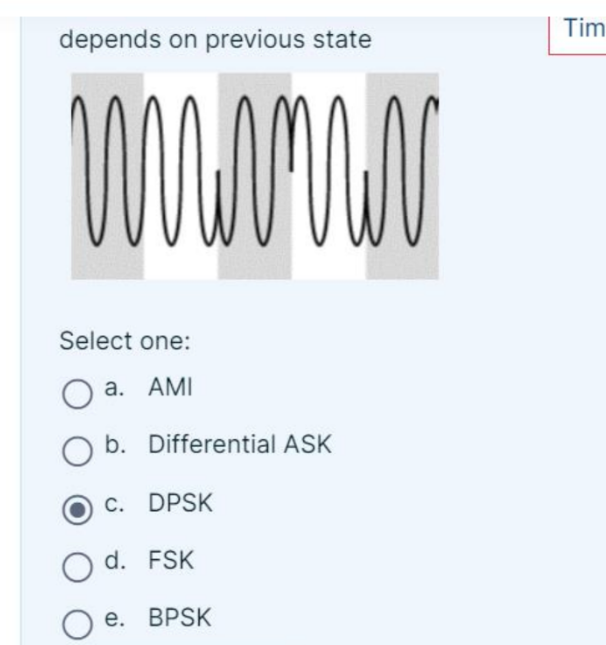 depends on previous state
Tim
Select one:
a. AMI
b. Differential ASK
c. DPSK
d. FSK
e. BPSK